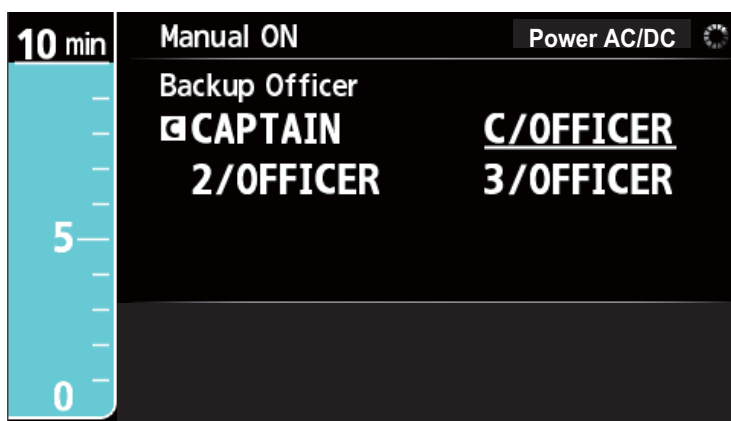 10 min
Manual ON Power AC/DC
Backup Officer
C CAPTAIN C/OFFICER
2/OFFICER 3/OFFICER
5
0